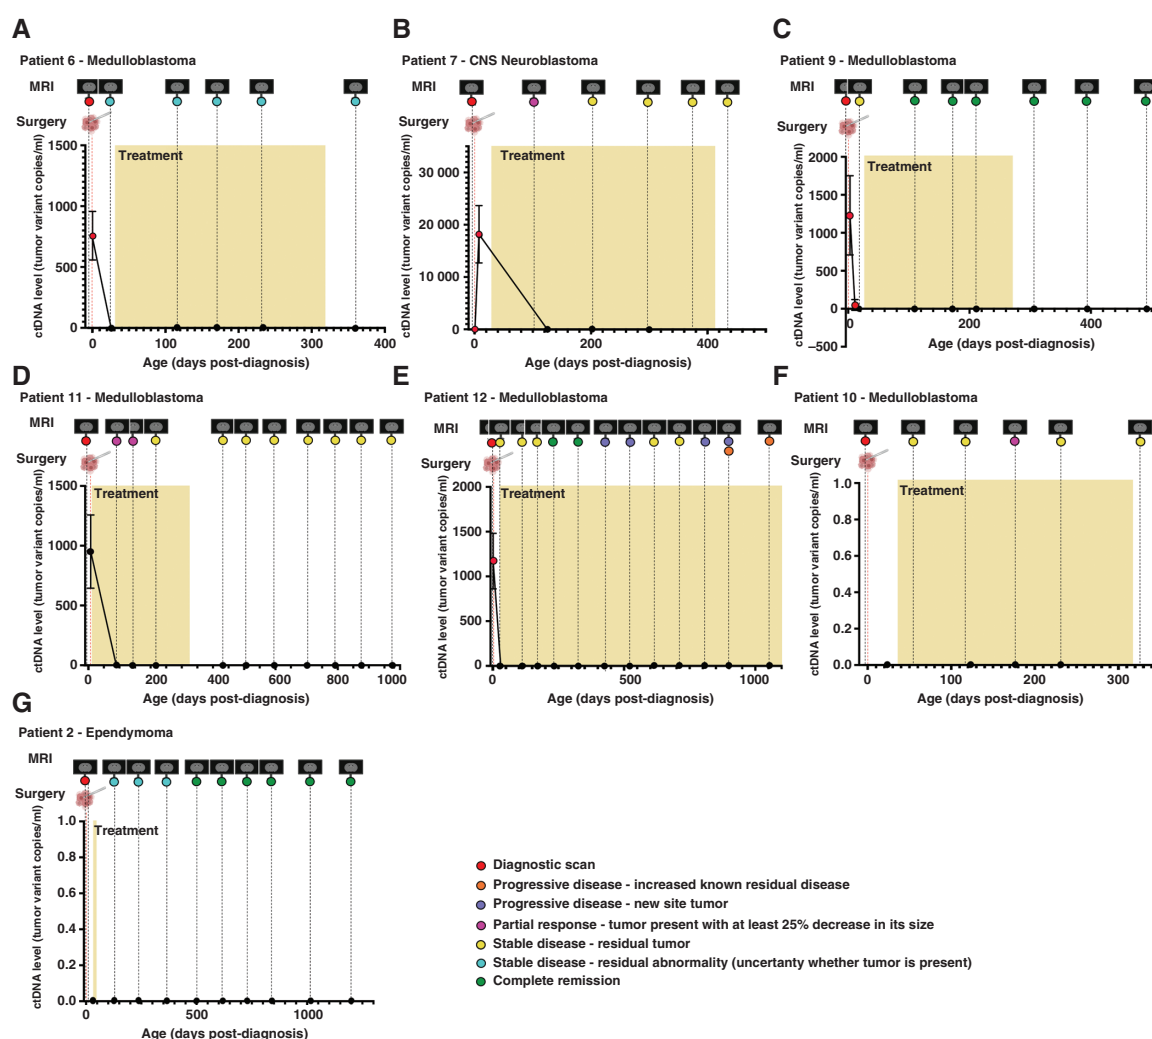 A
Patient 6 - Medulloblastoma
MRI
Surgery
ctDNA level (tumor variant copies/ml)
1500
1000
500
0
Treatment
0 100 200 300 400
Age (days post-diagnosis)
B
Patient 7 - CNS Neuroblastoma
MRI
Surgery
ctDNA level (tumor variant copies/ml)
30 000
20 000
10 000
0
Treatment
0 200 400
Age (days post-diagnosis)
C
Patient 9 - Medulloblastoma
MRI
Surgery
ctDNA level (tumor variant copies/ml)
2000
1500
1000
500
0
–500
Treatment
0 200 400
Age (days post-diagnosis)
D
Patient 11 - Medulloblastoma
MRI
Surgery
ctDNA level (tumor variant copies/ml)
1500
1000
500
0
Treatment
0 200 400 600 800 1000
Age (days post-diagnosis)
E
Patient 12 - Medulloblastoma
MRI
Surgery
ctDNA level (tumor variant copies/ml)
2000
1500
1000
500
0
Treatment
0 500 1000
Age (days post-diagnosis)
F
Patient 10 - Medulloblastoma
MRI
Surgery
ctDNA level (tumor variant copies/ml)
1.0
0.8
0.6
0.4
0.2
0.0
Treatment
0 100 200 300
Age (days post-diagnosis)
G
Patient 2 - Ependymoma
MRI
Surgery
ctDNA level (tumor variant copies/ml)
1.0
0.8
0.6
0.4
0.2
0.0
Treatment
0 500 1000
Age (days post-diagnosis)
Diagnostic scan
Progressive disease - increased known residual disease
Progressive disease - new site tumor
Partial response - tumor present with at least 25% decrease in its size
Stable disease - residual tumor
Stable disease - residual abnormality (uncertanty whether tumor is present)
Complete remission